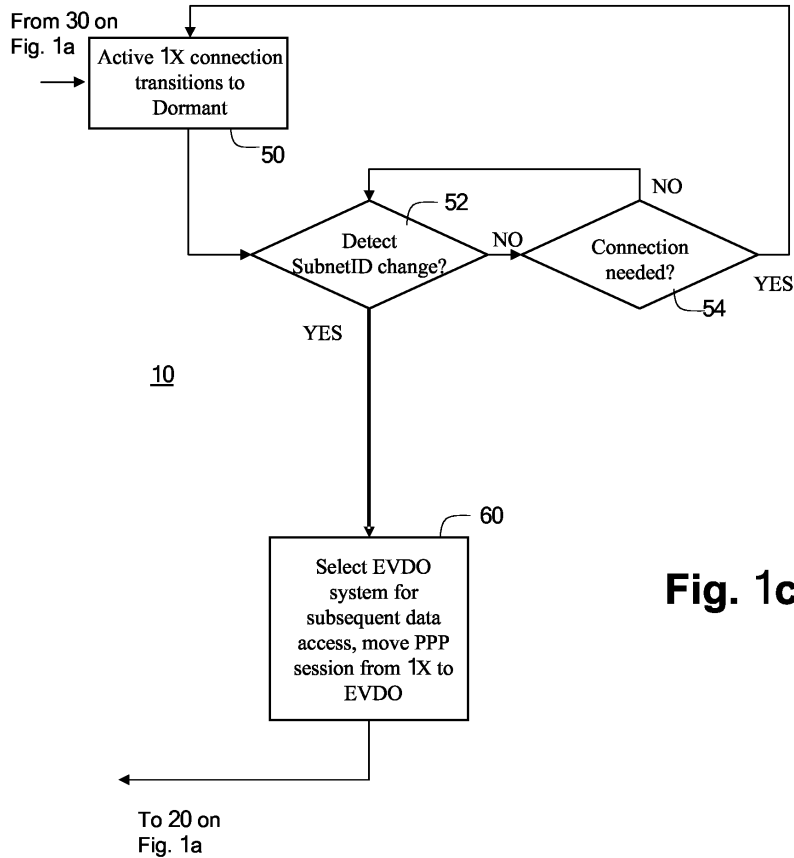 From 30 on
Fig. 1a
Active 1X connection
transitions to
Dormant
50
52
NO
Detect
SubnetID change?
NO
Connection
needed?
YES
54
YES
10
60
Select EVDO
system for
subsequent data
access, move PPP
session from 1X to
EVDO
Fig. 1c
To 20 on
Fig. 1a